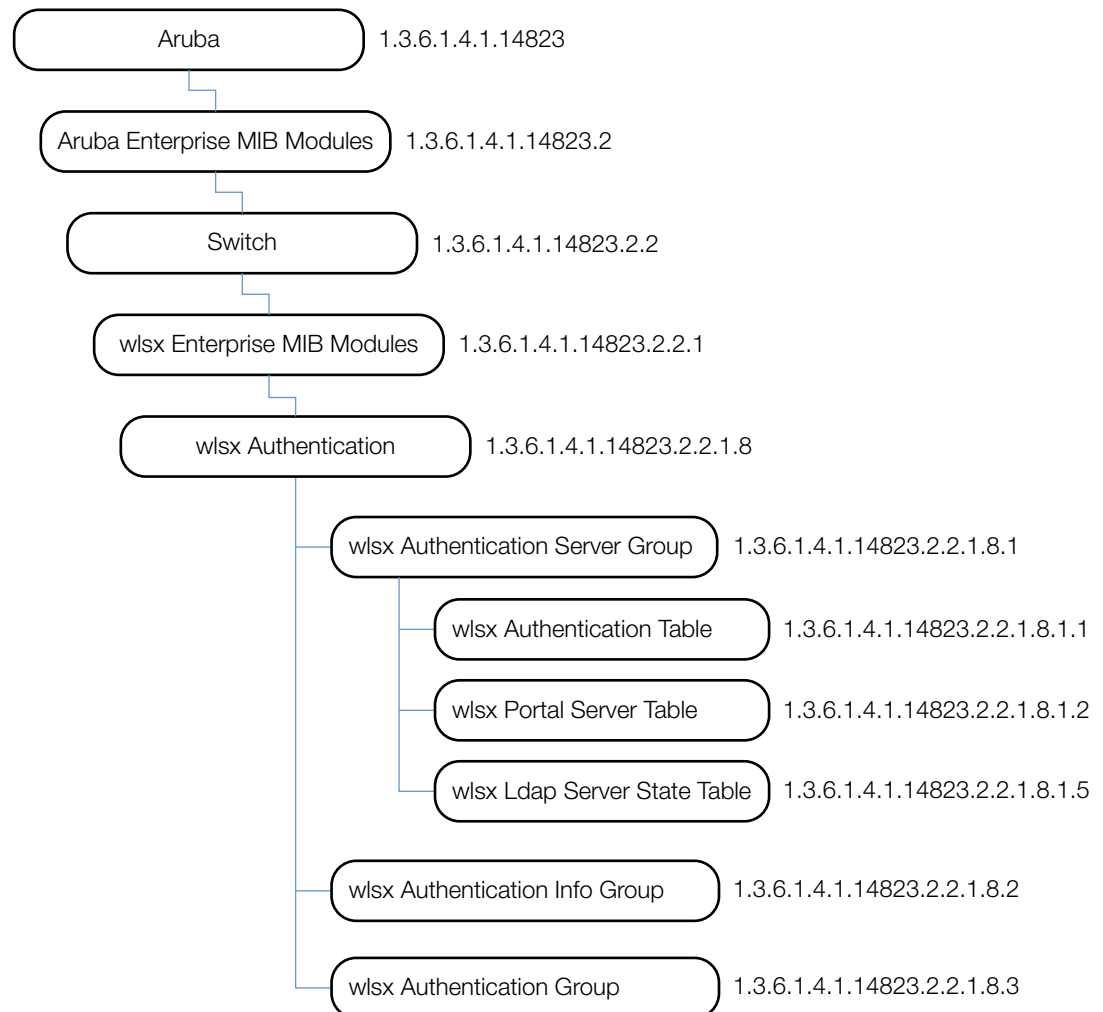 Aruba 1.3.6.1.4.1.14823
Aruba Enterprise MIB Modules 1.3.6.1.4.1.14823.2
Switch 1.3.6.1.4.1.14823.2.2
wlsx Enterprise MIB Modules 1.3.6.1.4.1.14823.2.2.1
wlsx Authentication 1.3.6.1.4.1.14823.2.2.1.8
wlsx Authentication Server Group 1.3.6.1.4.1.14823.2.2.1.8.1
wlsx Authentication Table 1.3.6.1.4.1.14823.2.2.1.8.1.1
wlsx Portal Server Table 1.3.6.1.4.1.14823.2.2.1.8.1.2
wlsx Ldap Server State Table 1.3.6.1.4.1.14823.2.2.1.8.1.5
wlsx Authentication Info Group 1.3.6.1.4.1.14823.2.2.1.8.2
wlsx Authentication Group 1.3.6.1.4.1.14823.2.2.1.8.3